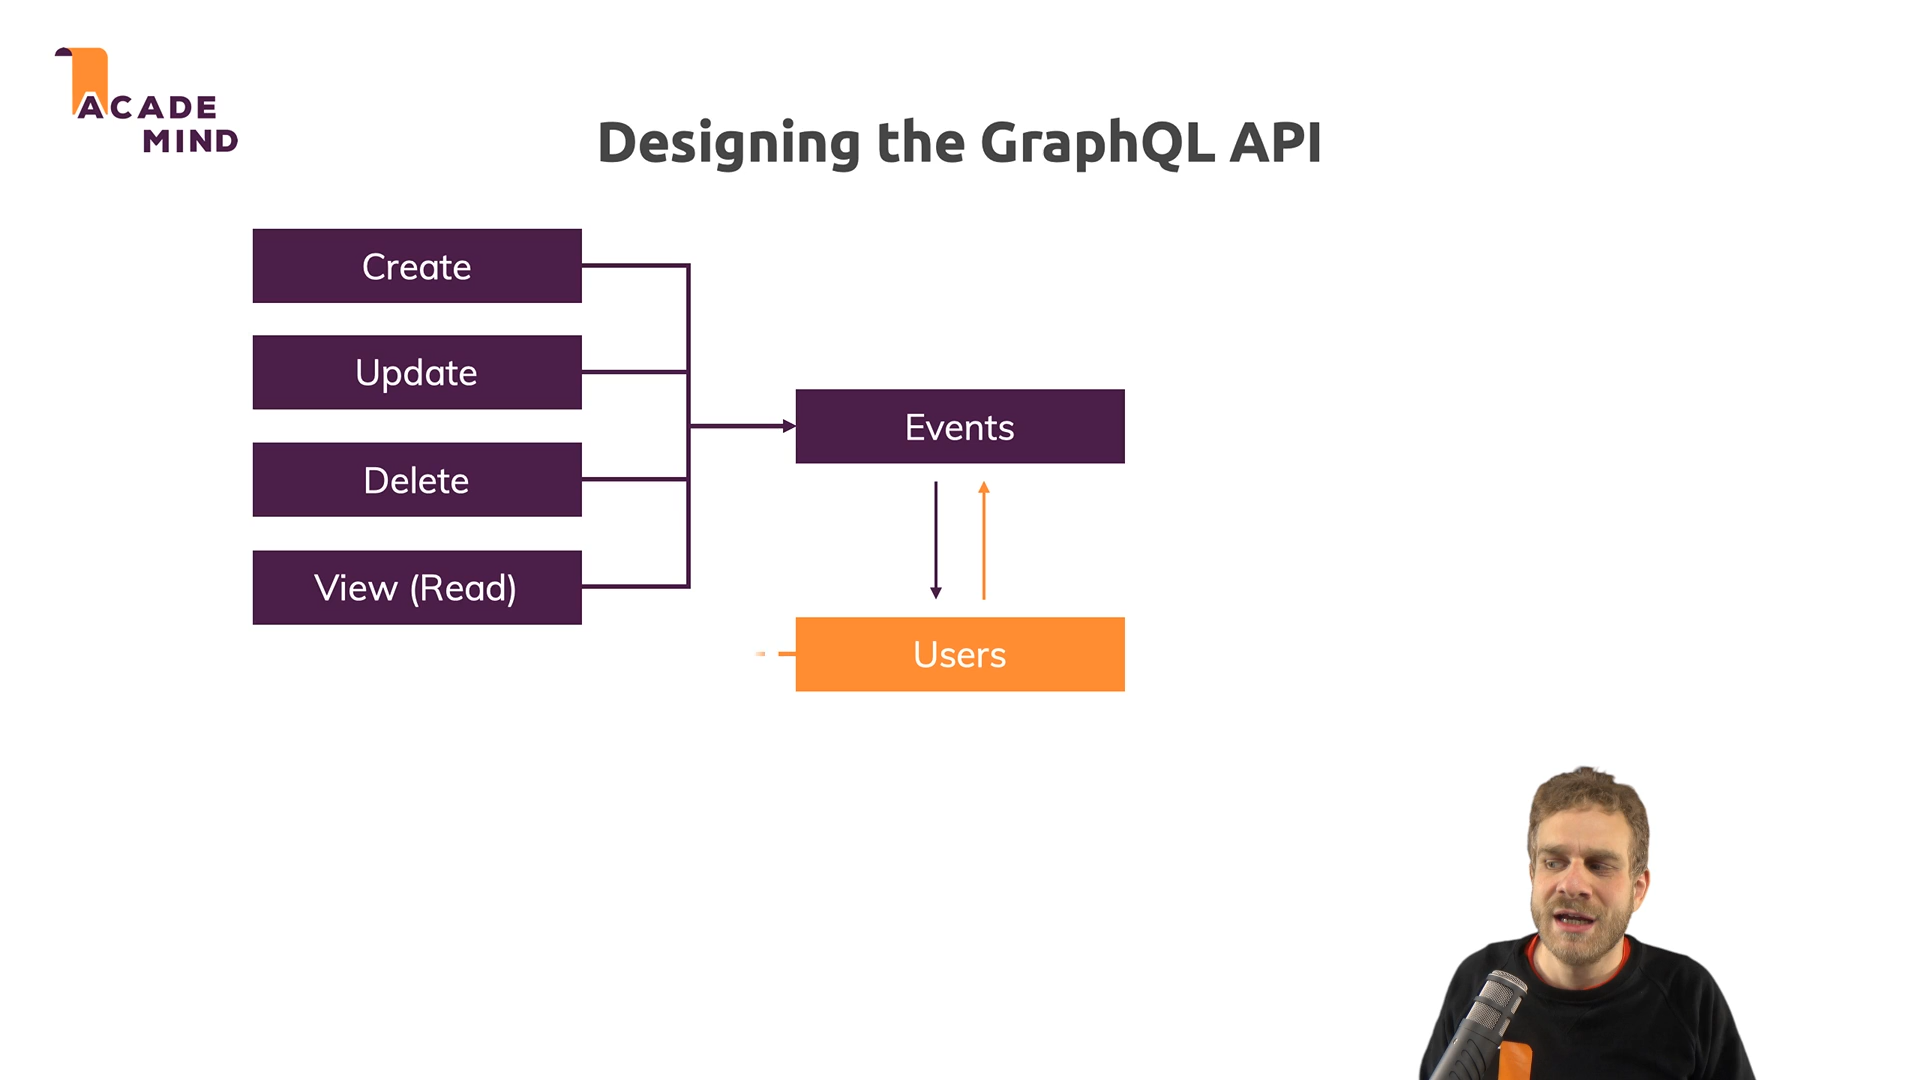 ACADE
MIND
Designing the GraphQL API
Create
Update
Delete
View (Read)
Events
Users